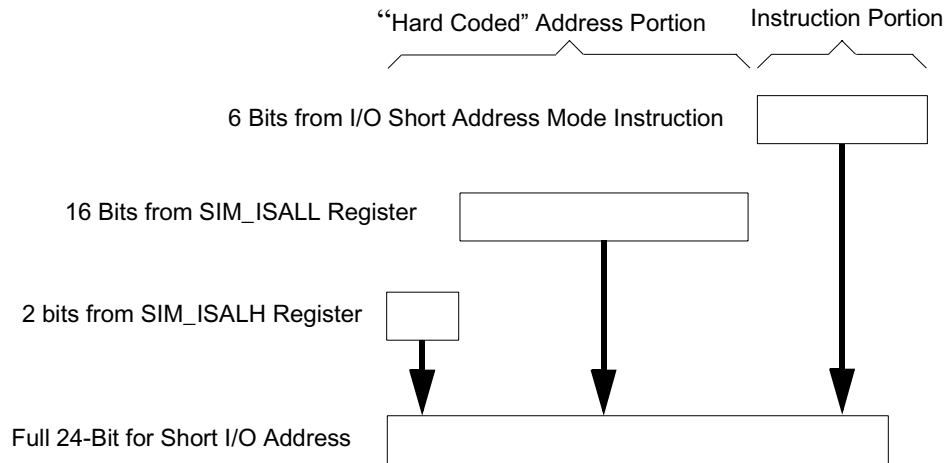 “Hard Coded” Address Portion
Instruction Portion
6 Bits from I/O Short Address Mode Instruction
16 Bits from SIM_ISALL Register
2 bits from SIM_ISALH Register
Full 24-Bit for Short I/O Address